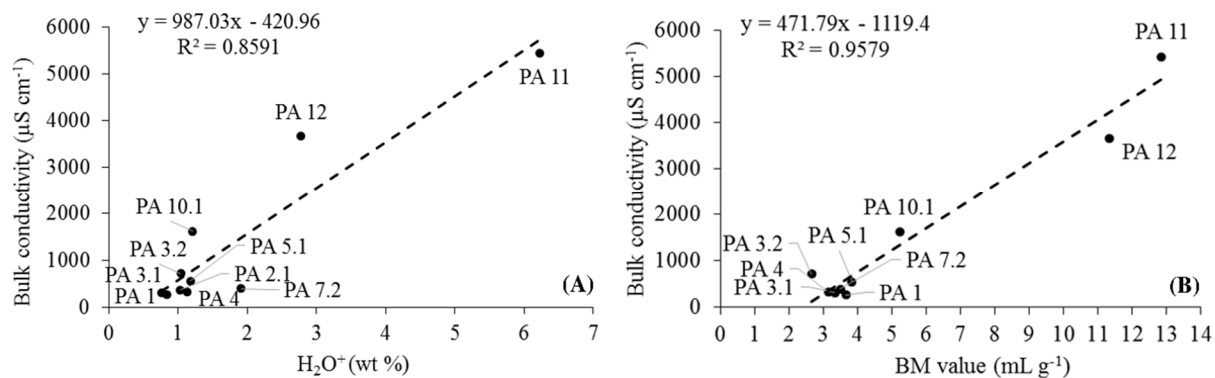 y = 987.03x - 420.96
R² = 0.8591
Bulk conductivity (µS cm⁻¹)
6000
5000
4000
3000
2000
1000
0
PA 11
PA 12
PA 10.1
PA 3.2
PA 5.1
PA 3.1
PA 2.1
PA 1
PA 4
PA 7.2
(A)
0 1 2 3 4 5 6 7
H₂O⁺ (wt %)
y = 471.79x - 1119.4
R² = 0.9579
Bulk conductivity (µS cm⁻¹)
6000
5000
4000
3000
2000
1000
0
PA 11
PA 12
PA 10.1
PA 3.2
PA 5.1
PA 4
PA 7.2
PA 3.1
PA 1
(B)
0 1 2 3 4 5 6 7 8 9 10 11 12 13 14
BM value (mL g⁻¹)